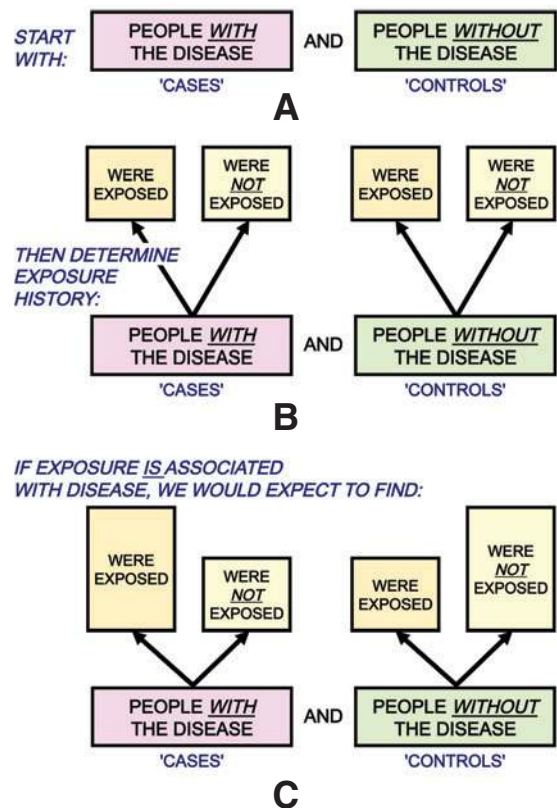 START
WITH:
PEOPLE WITH
THE DISEASE
AND
PEOPLE WITHOUT
THE DISEASE
'CASES'
'CONTROLS'
A
WERE
EXPOSED
WERE
NOT
EXPOSED
WERE
EXPOSED
WERE
NOT
EXPOSED
THEN DETERMINE
EXPOSURE
HISTORY:
PEOPLE WITH
THE DISEASE
AND
PEOPLE WITHOUT
THE DISEASE
'CASES'
'CONTROLS'
B
IF EXPOSURE IS ASSOCIATED
WITH DISEASE, WE WOULD EXPECT TO FIND:
WERE
EXPOSED
WERE
NOT
EXPOSED
WERE
EXPOSED
WERE
NOT
EXPOSED
PEOPLE WITH
THE DISEASE
AND
PEOPLE WITHOUT
THE DISEASE
'CASES'
'CONTROLS'
C